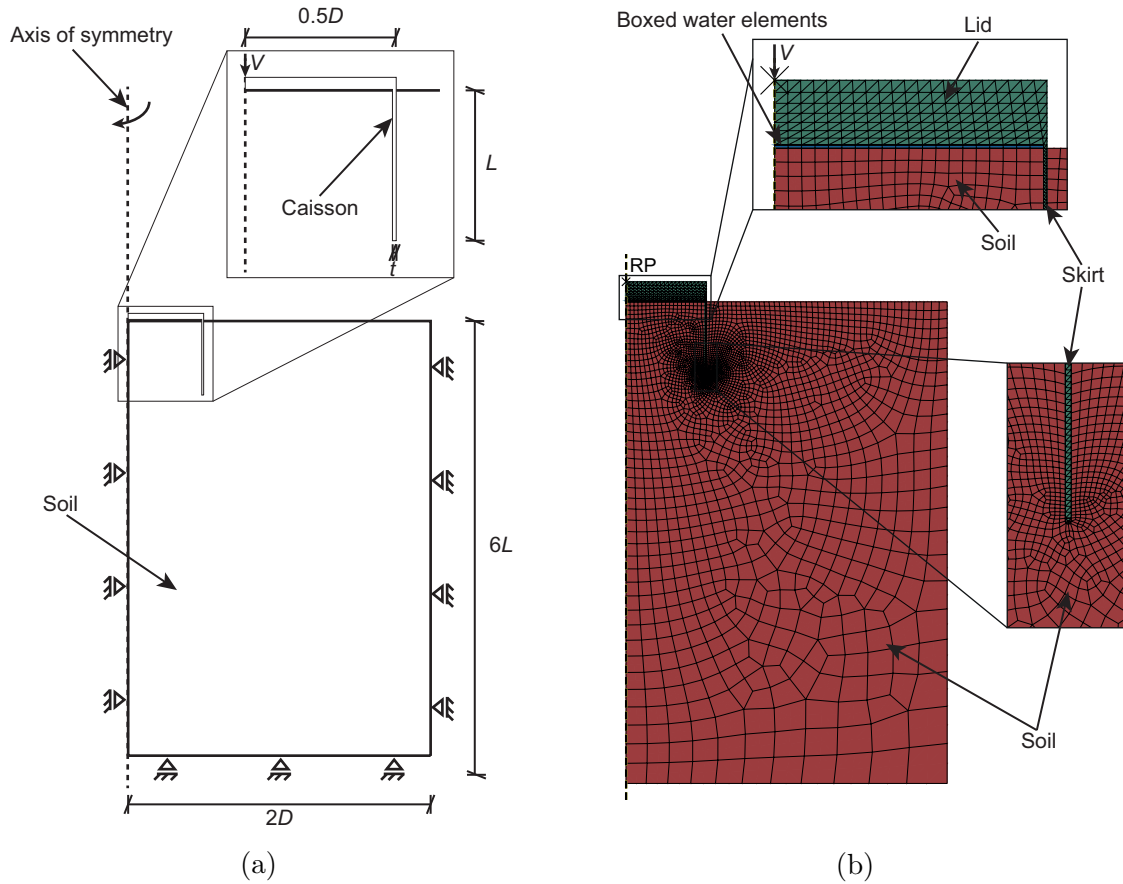 0.5D
Axis of symmetry
V
L
Caisson
t
Soil
6L
2D
(a)
Boxed water elements
Lid
V
Soil
RP
Skirt
Soil
(b)